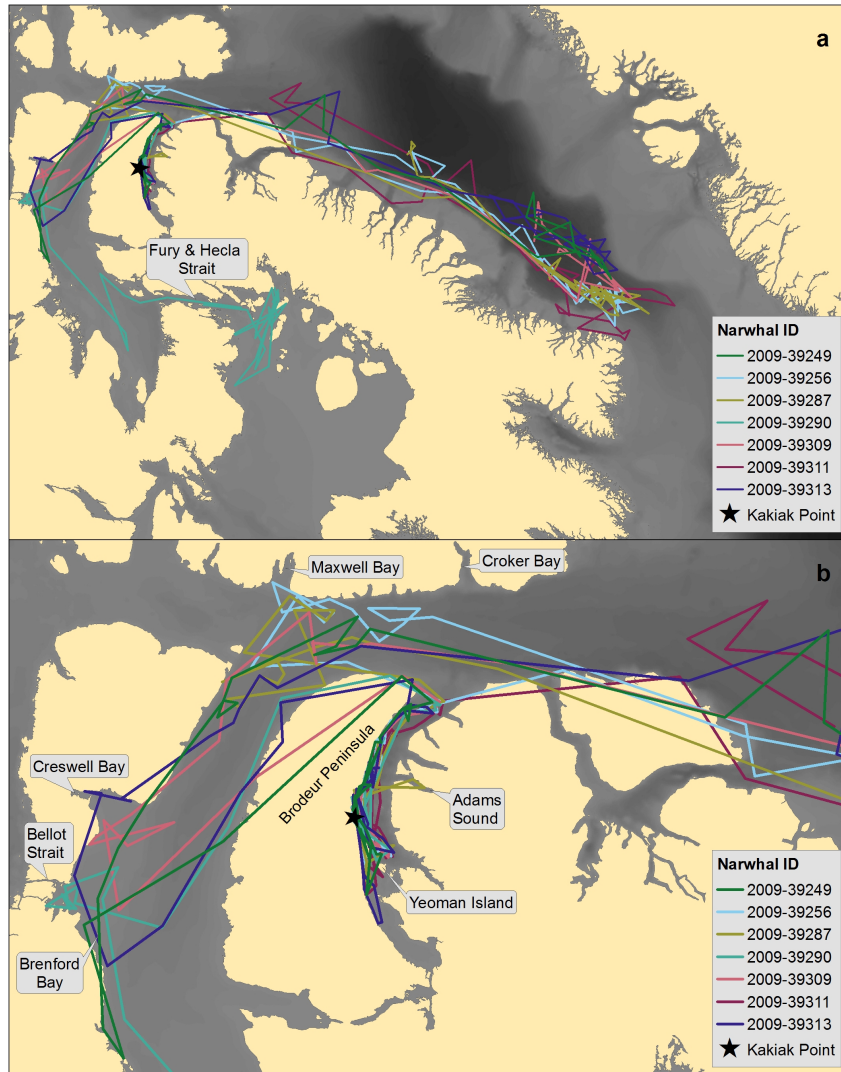 a
Fury & Hecla
Strait
Narwhal ID
2009-39249
2009-39256
2009-39287
2009-39290
2009-39309
2009-39311
2009-39313
Kakiak Point
b
Maxwell Bay
Croker Bay
Brodeur Peninsula
Creswell Bay
Adams
Sound
Bellot
Strait
Yeoman Island
Brenford
Bay
Narwhal ID
2009-39249
2009-39256
2009-39287
2009-39290
2009-39309
2009-39311
2009-39313
Kakiak Point